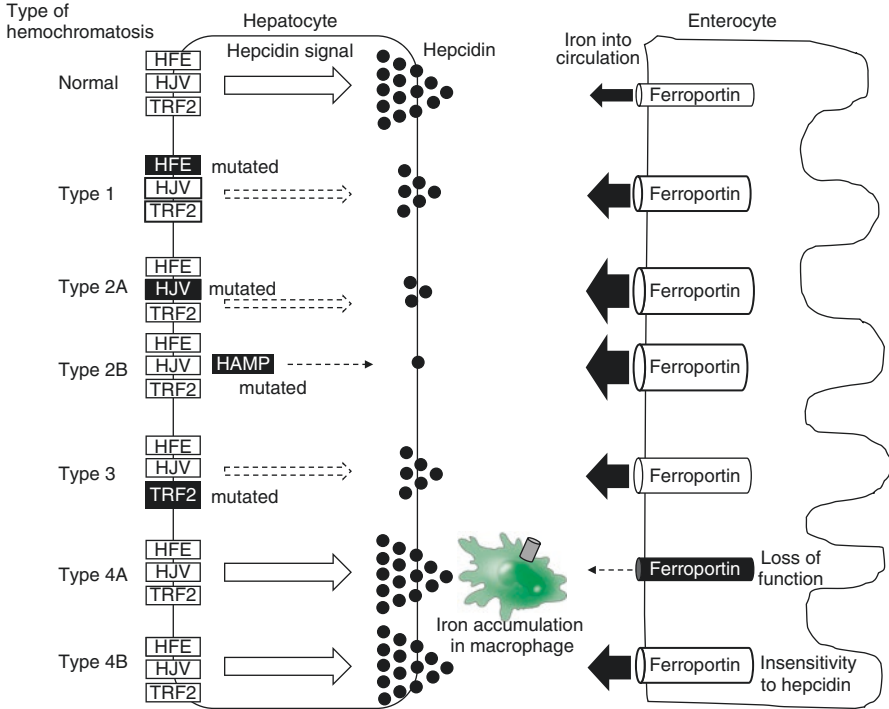 Type of
hemochromatosis
Hepatocyte
Enterocyte
Hepcidin signal
Hepcidin
Iron into
circulation
Normal
HFE
HJV
TRF2
Ferroportin
Type 1
HFE
mutated
HJV
TRF2
Ferroportin
Type 2A
HFE
HJV
mutated
TRF2
Ferroportin
Type 2B
HFE
HJV
TRF2
HAMP
mutated
Ferroportin
Type 3
HFE
HJV
TRF2
mutated
Ferroportin
Type 4A
HFE
HJV
TRF2
Iron accumulation
in macrophage
Ferroportin
Loss of
function
Type 4B
HFE
HJV
TRF2
Ferroportin
Insensitivity
to hepcidin